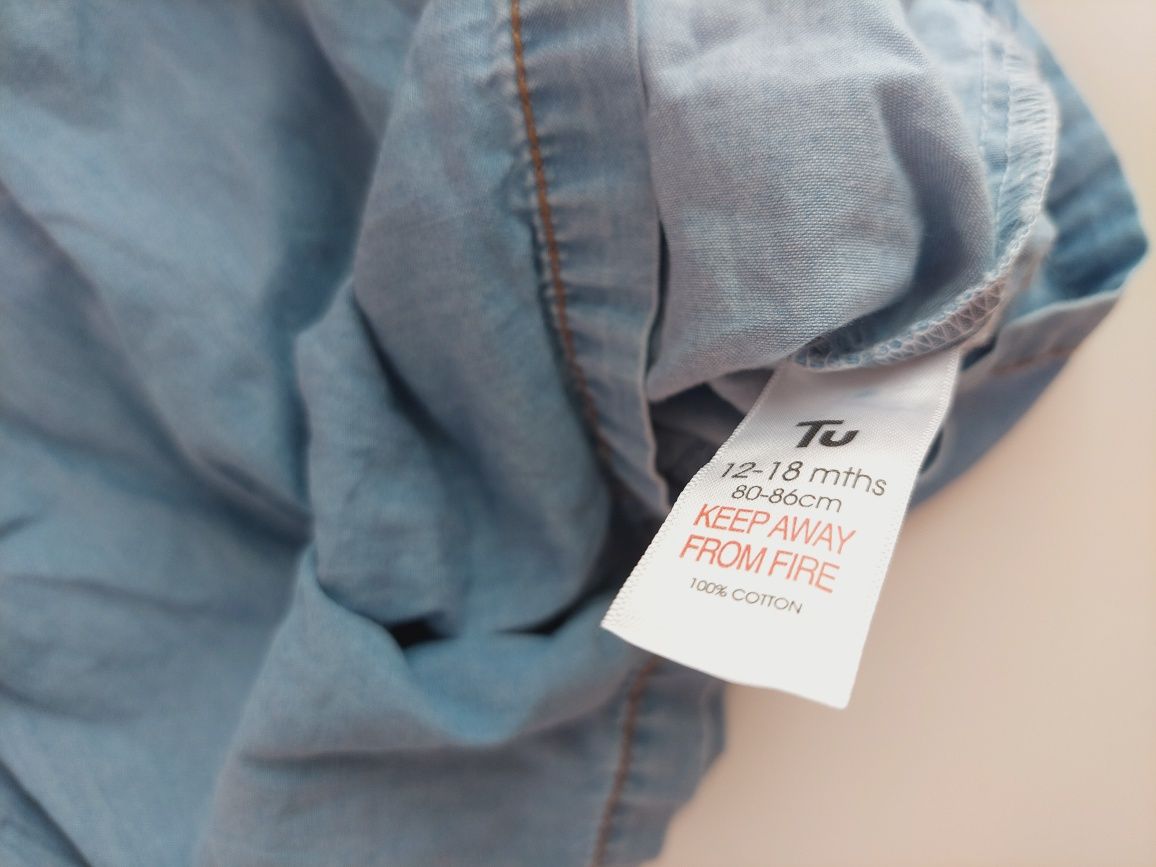 Tu
12-18 mths
80-86cm
KEEP AWAY
FROM FIRE
100% COTTON